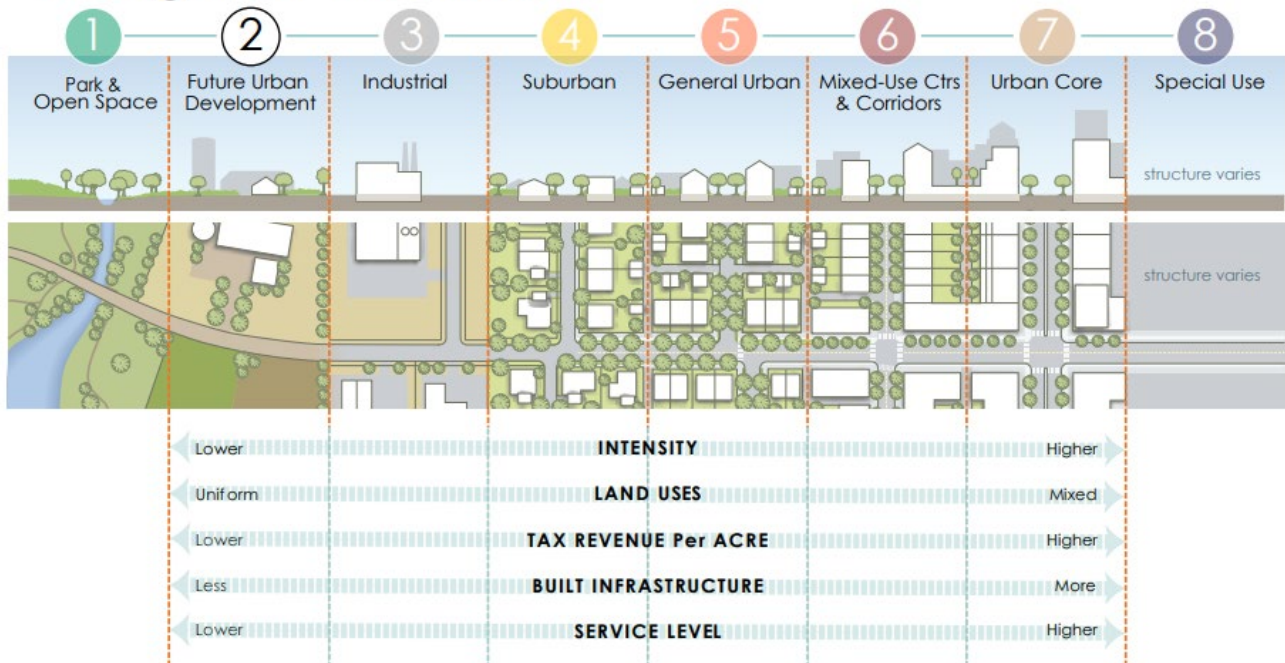 1 2 3 4 5 6 7 8
Park &
Open Space
Future Urban
Development
Industrial
Suburban
General Urban
Mixed-Use Ctrs
& Corridors
Urban Core
Special Use
structure varies
structure varies
Lower INTENSITY Higher
Uniform LAND USES Mixed
Lower TAX REVENUE Per ACRE Higher
Less BUILT INFRASTRUCTURE More
Lower SERVICE LEVEL Higher